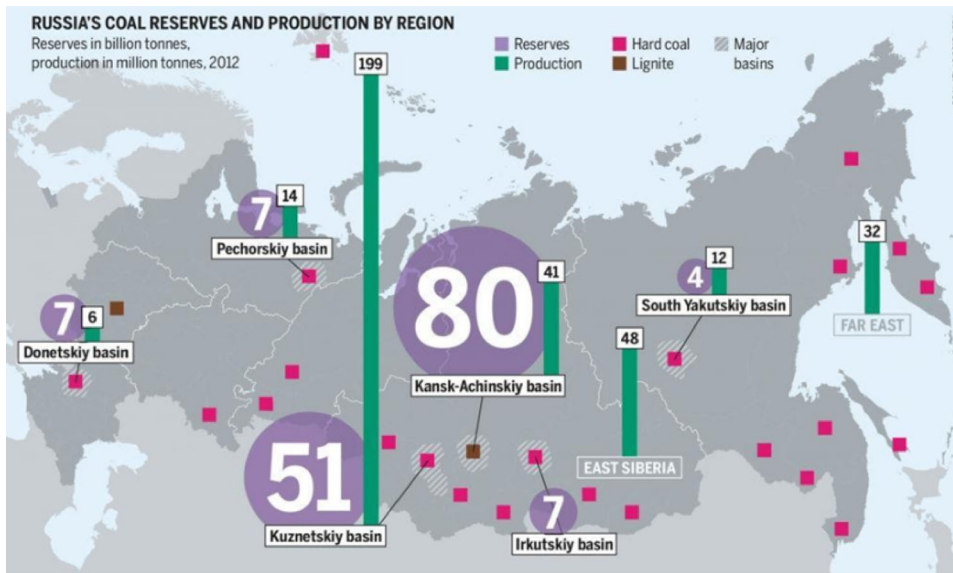 RUSSIA'S COAL RESERVES AND PRODUCTION BY REGION
Reserves in billion tonnes,
production in million tonnes, 2012
Reserves
Production
Hard coal
Lignite
Major
basins
199
7
14
Pechorskiy basin
7
6
Donetskiy basin
80
41
Kansk-Achinskiy basin
4
12
South Yakutskiy basin
32
FAR EAST
48
EAST SIBERIA
51
Kuznetskiy basin
7
Irkutskiy basin